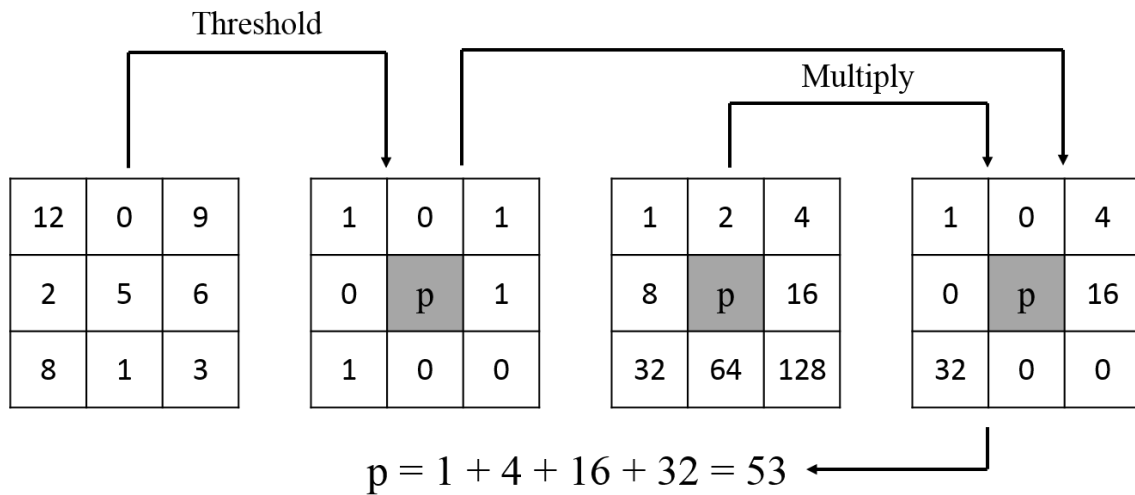 Threshold
Multiply
12 0 9 1 0 1 1 2 4 1 0 4
2 5 6 0 p 1 8 p 16 0 p 16
8 1 3 1 0 0 32 64 128 32 0 0
p = 1 + 4 + 16 + 32 = 53